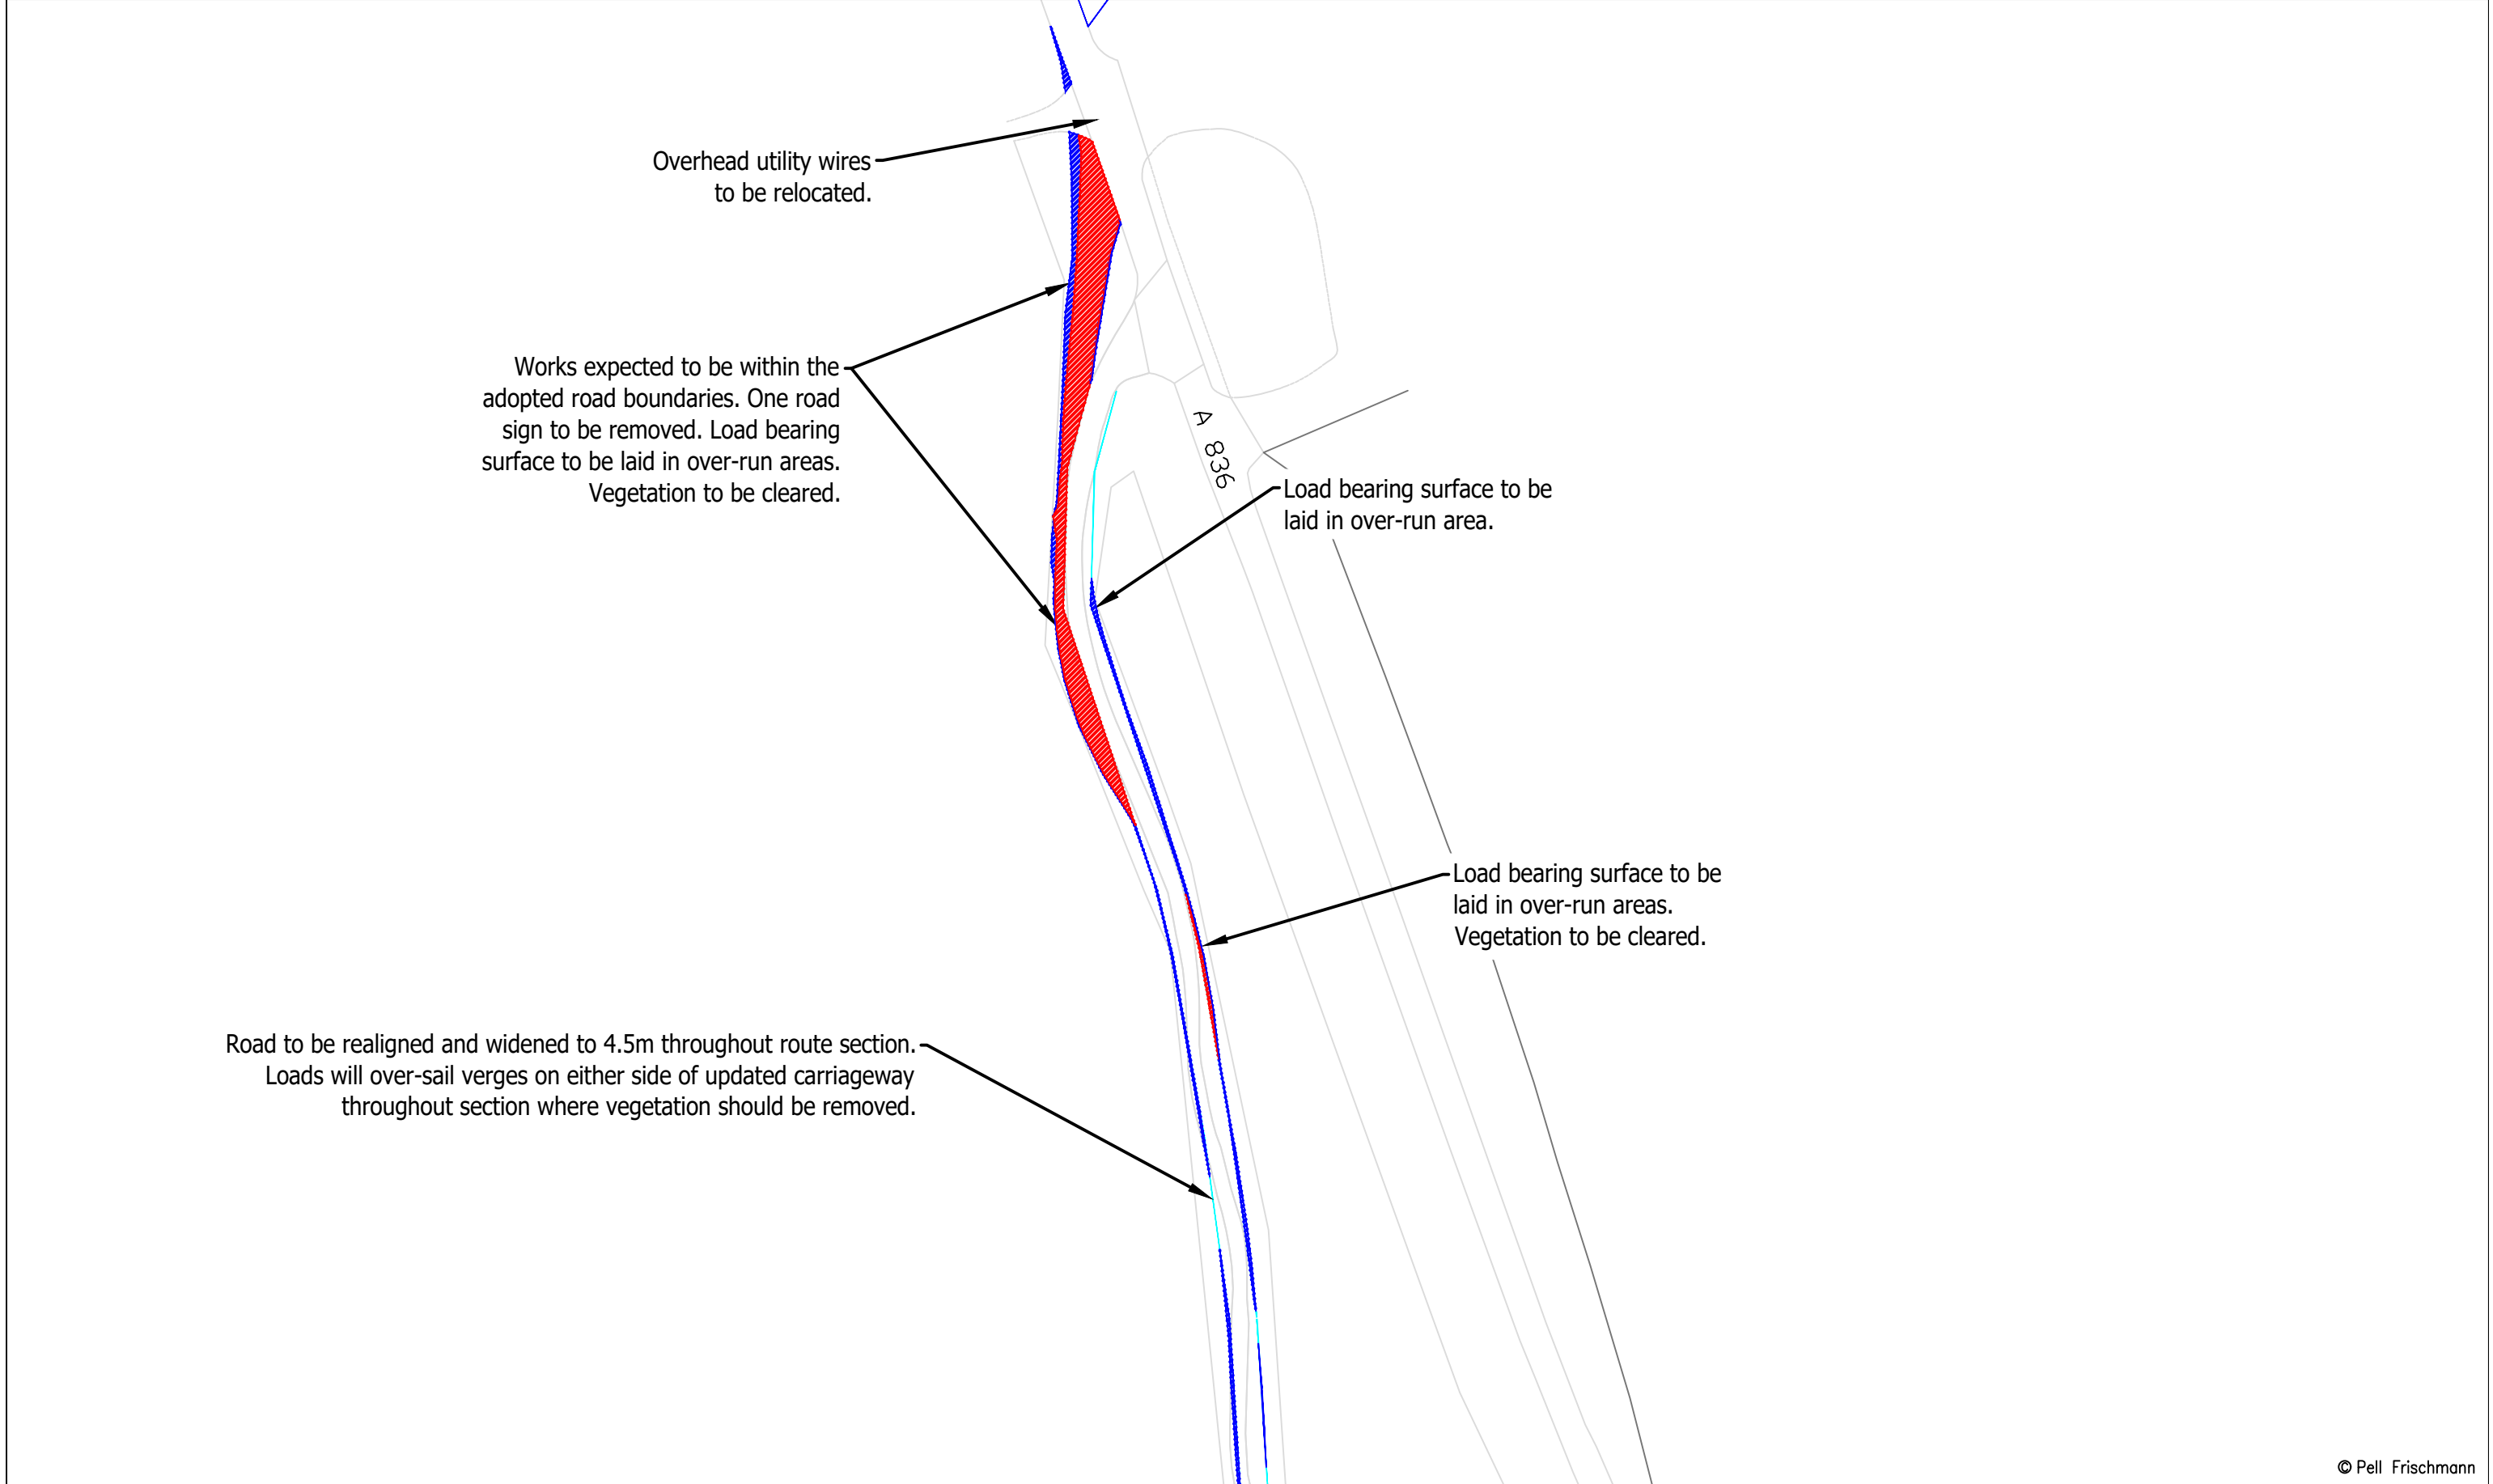 Overhead utility wires
to be relocated.
Works expected to be within the
adopted road boundaries. One road
sign to be removed. Load bearing
surface to be laid in over-run areas.
Vegetation to be cleared.
A 836
Load bearing surface to be
laid in over-run area.
Load bearing surface to be
laid in over-run areas.
Vegetation to be cleared.
Road to be realigned and widened to 4.5m throughout route section.
Loads will over-sail verges on either side of updated carriageway
throughout section where vegetation should be removed.
© Pell Frischmann